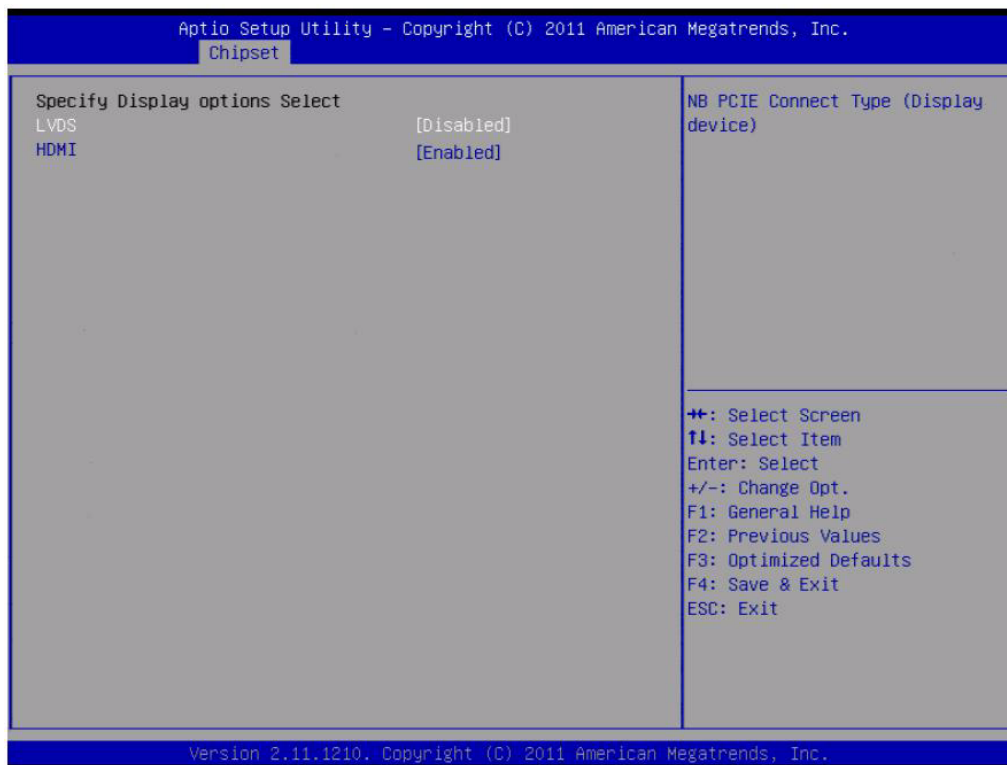 Aptio Setup Utility – Copyright (C) 2011 American Megatrends, Inc.
Chipset
Specify Display options Select
LVDS [Disabled]
HDMI [Enabled]
NB PCIE Connect Type (Display
device)
→←: Select Screen
↑↓: Select Item
Enter: Select
+/-: Change Opt.
F1: General Help
F2: Previous Values
F3: Optimized Defaults
F4: Save & Exit
ESC: Exit
Version 2.11.1210. Copyright (C) 2011 American Megatrends, Inc.